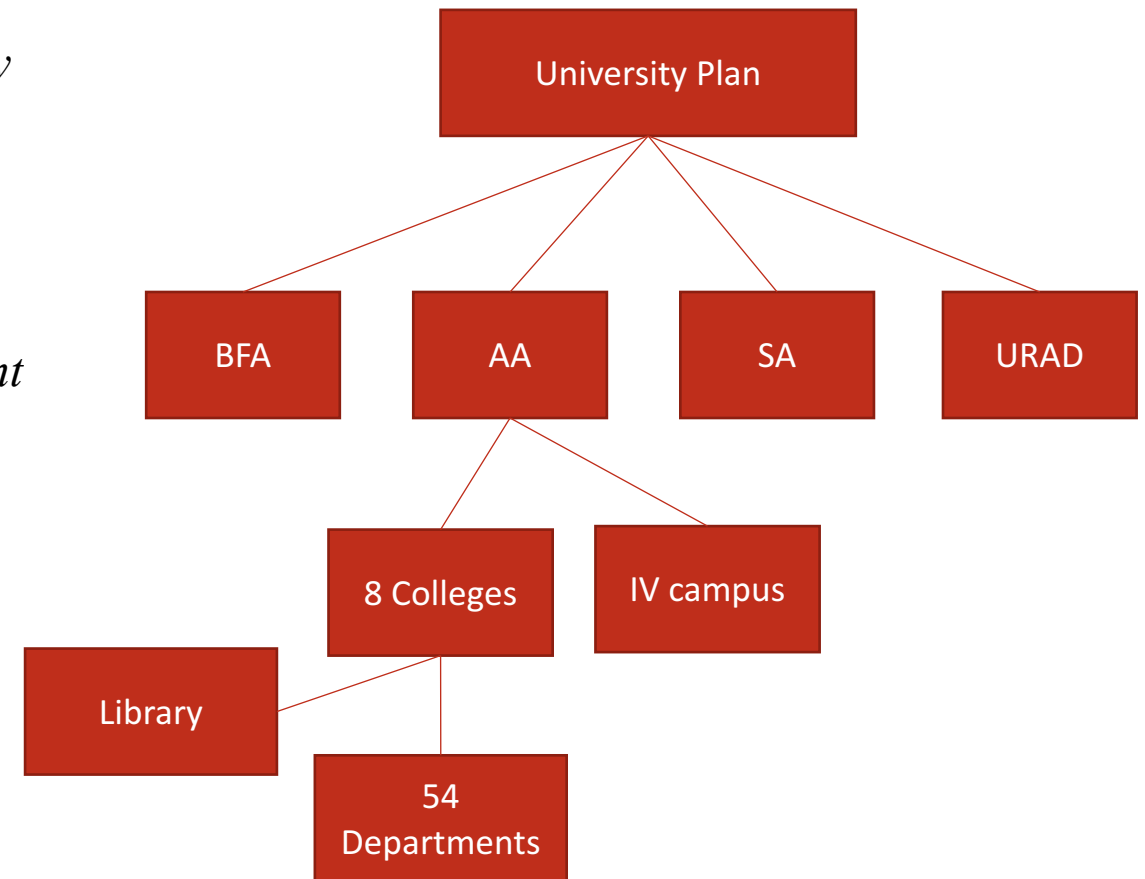 University Plan
BFA
AA
SA
URAD
8 Colleges
IV campus
Library
54
Departments